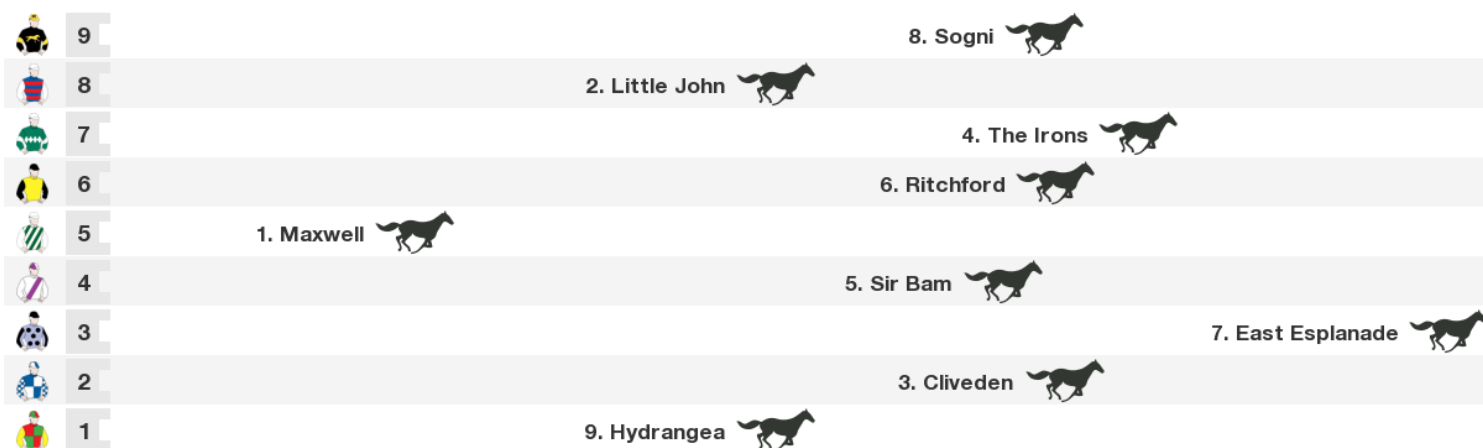 9 8. Sogni
8 2. Little John
7 4. The Irons
6 6. Ritchford
5 1. Maxwell
4 5. Sir Bam
3 7. East Esplanade
2 3. Cliveden
1 9. Hydrangea